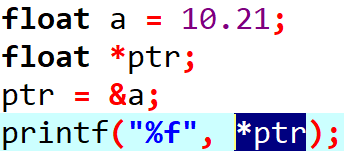 float a = 10.21;
float *ptr;
ptr = &a;
printf("%f", *ptr);